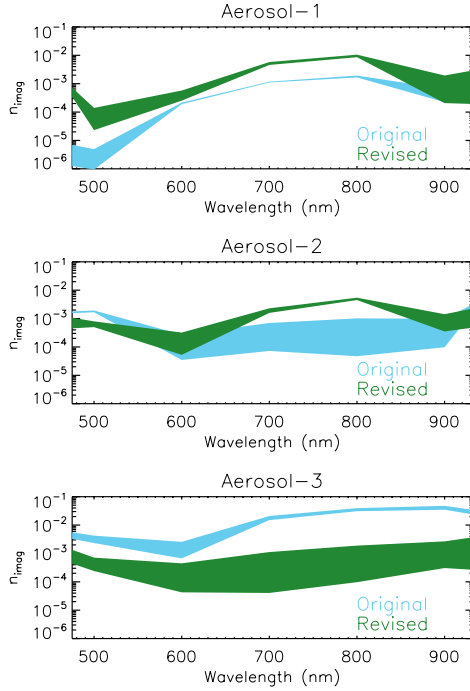 Aerosol−1
10⁻¹
10⁻²
10⁻³
10⁻⁴
10⁻⁵
10⁻⁶
n_imag
Original
Revised
500 600 700 800 900
Wavelength (nm)
Aerosol−2
10⁻¹
10⁻²
10⁻³
10⁻⁴
10⁻⁵
10⁻⁶
n_imag
Original
Revised
500 600 700 800 900
Wavelength (nm)
Aerosol−3
10⁻¹
10⁻²
10⁻³
10⁻⁴
10⁻⁵
10⁻⁶
n_imag
Original
Revised
500 600 700 800 900
Wavelength (nm)